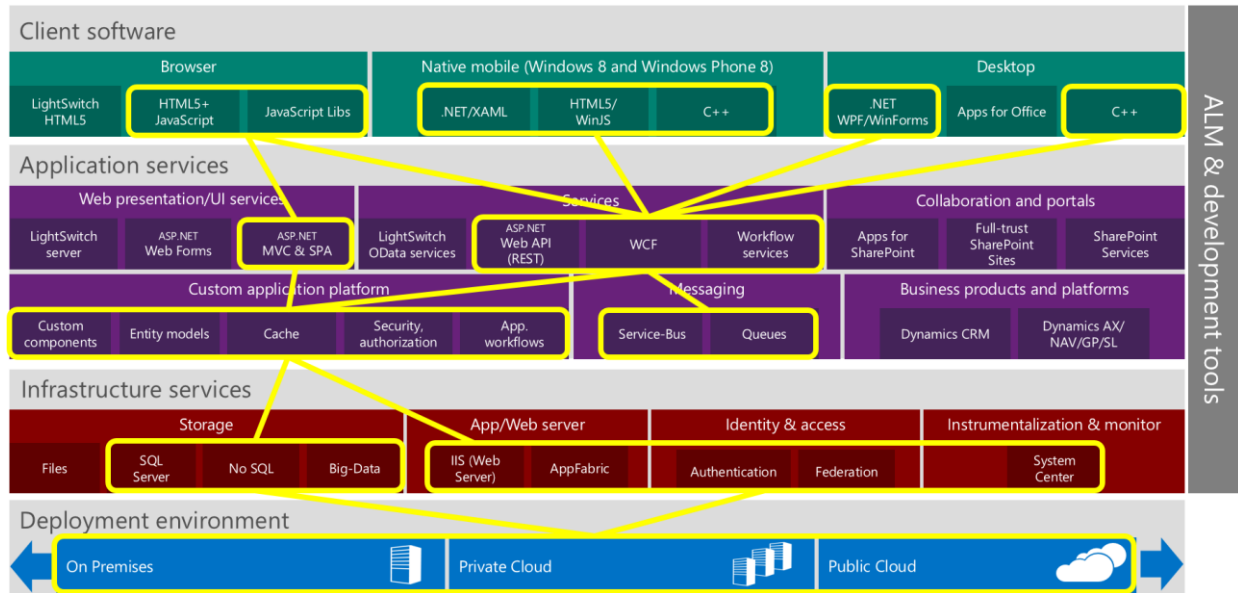 Client software
Browser
LightSwitch
HTML5
HTML5+
JavaScript
JavaScript Libs
Native mobile (Windows 8 and Windows Phone 8)
.NET/XAML
HTML5/
WinJS
C++
Desktop
.NET
WPF/WinForms
Apps for Office
C++
Application services
Web presentation/UI services
LightSwitch
server
ASP.NET
Web Forms
ASP.NET
MVC & SPA
Services
LightSwitch
OData services
ASP.NET
Web API
(REST)
WCF
Workflow
services
Collaboration and portals
Apps for
SharePoint
Full-trust
SharePoint
Sites
SharePoint
Services
Custom application platform
Custom
components
Entity models
Cache
Security,
authorization
App.
workflows
Messaging
Service-Bus
Queues
Business products and platforms
Dynamics CRM
Dynamics AX/
NAV/GP/SL
Infrastructure services
Storage
Files
SQL
Server
No SQL
Big-Data
App/Web server
IIS (Web
Server)
AppFabric
Identity & access
Authentication
Federation
Instrumentalization & monitor
System
Center
Deployment environment
On Premises
Private Cloud
Public Cloud
ALM & development tools